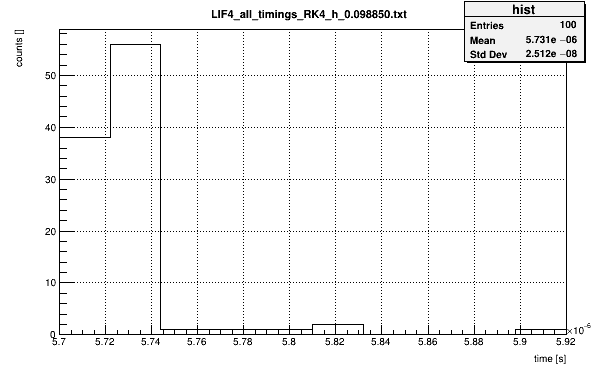 LIF4_all_timings_RK4_h_0.098850.txt
hist
Entries 100
Mean 5.731e −06
Std Dev 2.512e −08
counts []
50
40
30
20
10
0
5.7 5.72 5.74 5.76 5.78 5.8 5.82 5.84 5.86 5.88 5.9 5.92
×10⁻⁶
time [s]